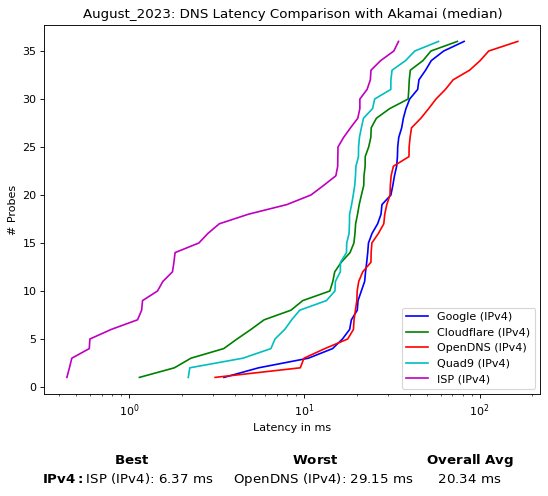 August_2023: DNS Latency Comparison with Akamai (median)
# Probes
35
30
25
20
15
10
5
0
10⁰
10¹
10²
Latency in ms
Google (IPv4)
Cloudflare (IPv4)
OpenDNS (IPv4)
Quad9 (IPv4)
ISP (IPv4)
Best Worst Overall Avg
IPv4: ISP (IPv4): 6.37 ms OpenDNS (IPv4): 29.15 ms 20.34 ms